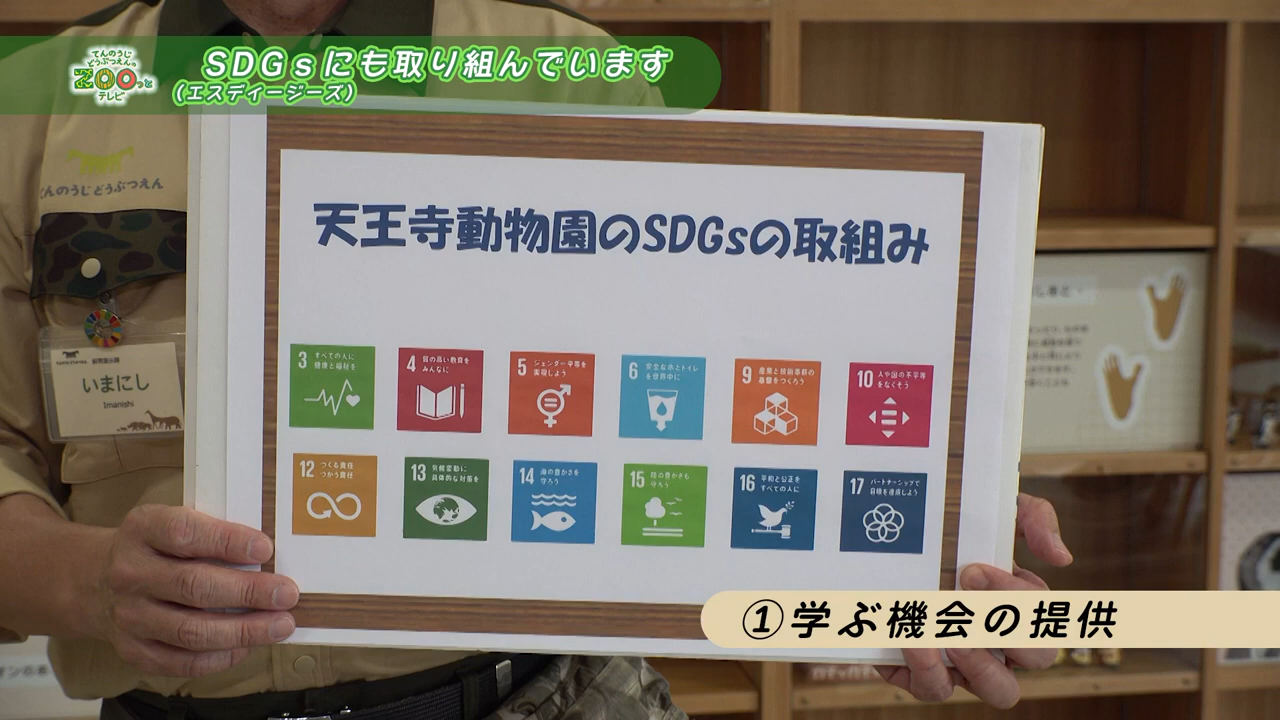 てんのうじ
どうぶつえんの
ZOOっと
テレビ
SDGsにも取り組んでいます
(エスディージーズ)
てんのうじどうぶつえん
いまにし
Imanishi
天王寺動物園のSDGsの取組み
3 すべての人に
健康と福祉を
4 質の高い教育を
みんなに
5 ジェンダー平等を
実現しよう
6 安全な水とトイレ
を世界中に
9 産業と技術革新の
基盤をつくろう
10 人や国の不平等
をなくそう
12 つくる責任
つかう責任
13 気候変動に
具体的な対策を
14 海の豊かさを
守ろう
15 陸の豊かさも
守ろう
16 平和と公正を
すべての人に
17 パートナーシップで
目標を達成しよう
①学ぶ機会の提供